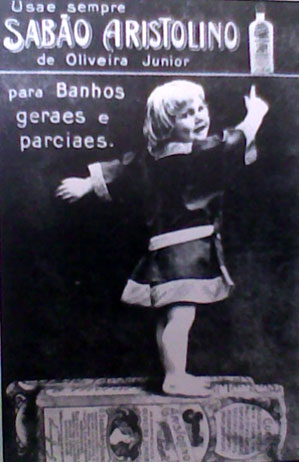 Usae sempre
SABÃO ARISTOLINO
de Oliveira Junior
para Banhos
geraes e
parciaes.